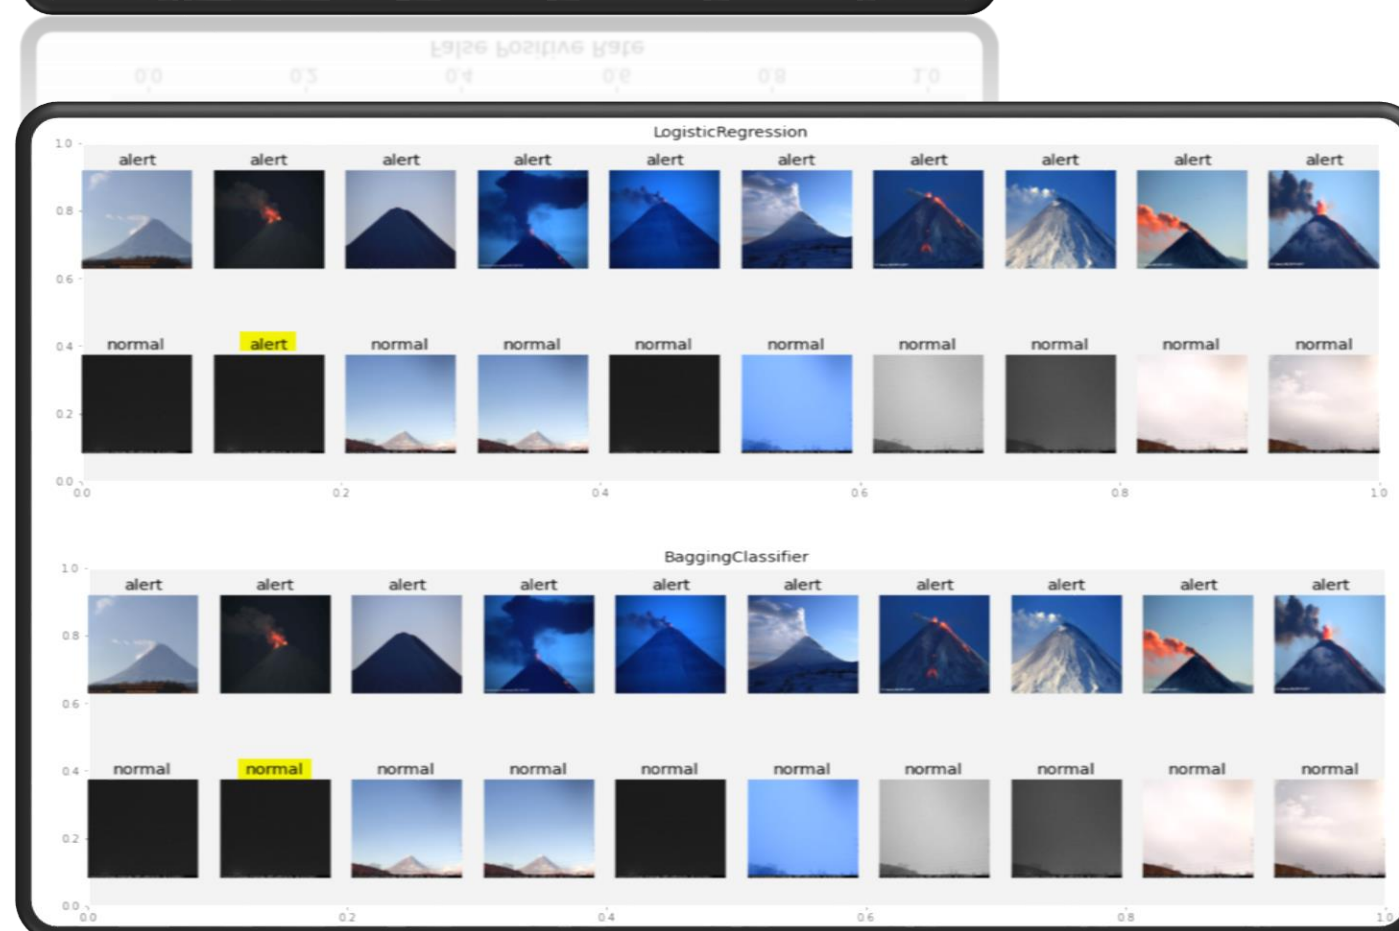 False Positive Rate
0.0 0.2 0.4 0.6 0.8 1.0
LogisticRegression
1.0
alert alert alert alert alert alert alert alert alert alert
0.8
0.6
0.4
normal alert normal normal normal normal normal normal normal normal
0.2
0.0
0.0 0.2 0.4 0.6 0.8 1.0
BaggingClassifier
1.0
alert alert alert alert alert alert alert alert alert alert
0.8
0.6
0.4
normal normal normal normal normal normal normal normal normal normal
0.2
0.0
0.0 0.2 0.4 0.6 0.8 1.0